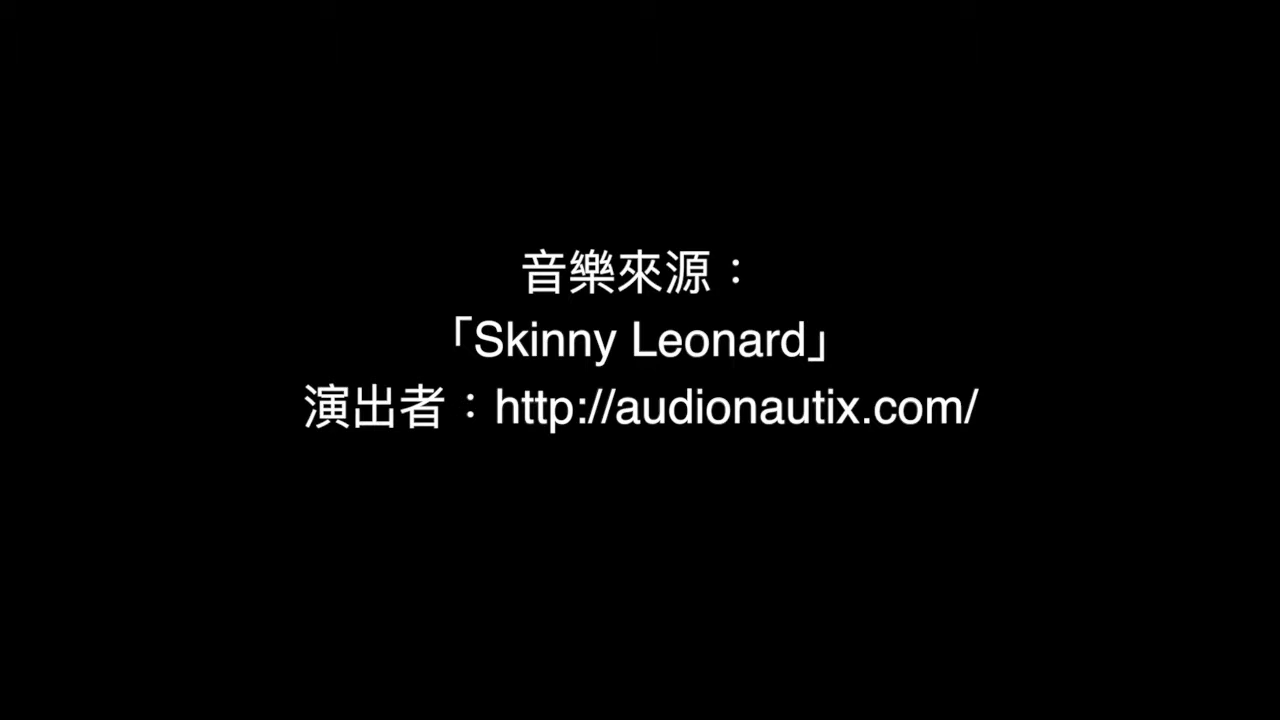 音樂來源：
「Skinny Leonard」
演出者：http://audionautix.com/